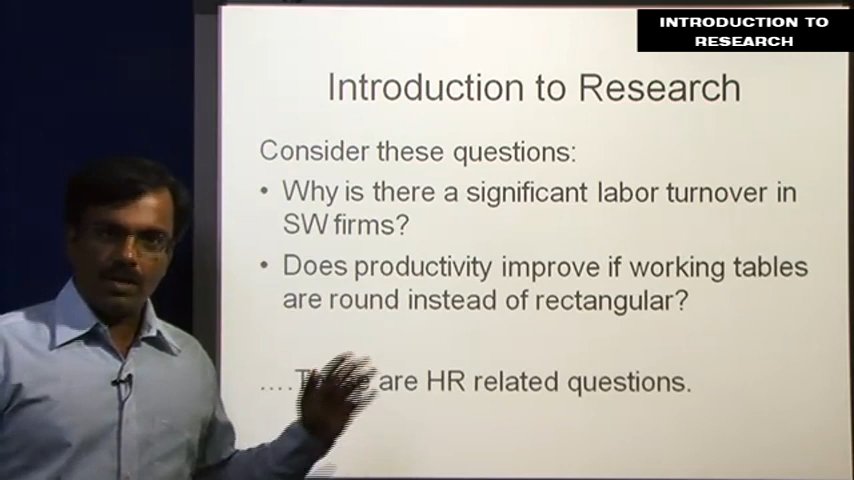 INTRODUCTION TO
RESEARCH
Introduction to Research
Consider these questions:
• Why is there a significant labor turnover in
SW firms?
• Does productivity improve if working tables
are round instead of rectangular?
.... are HR related questions.